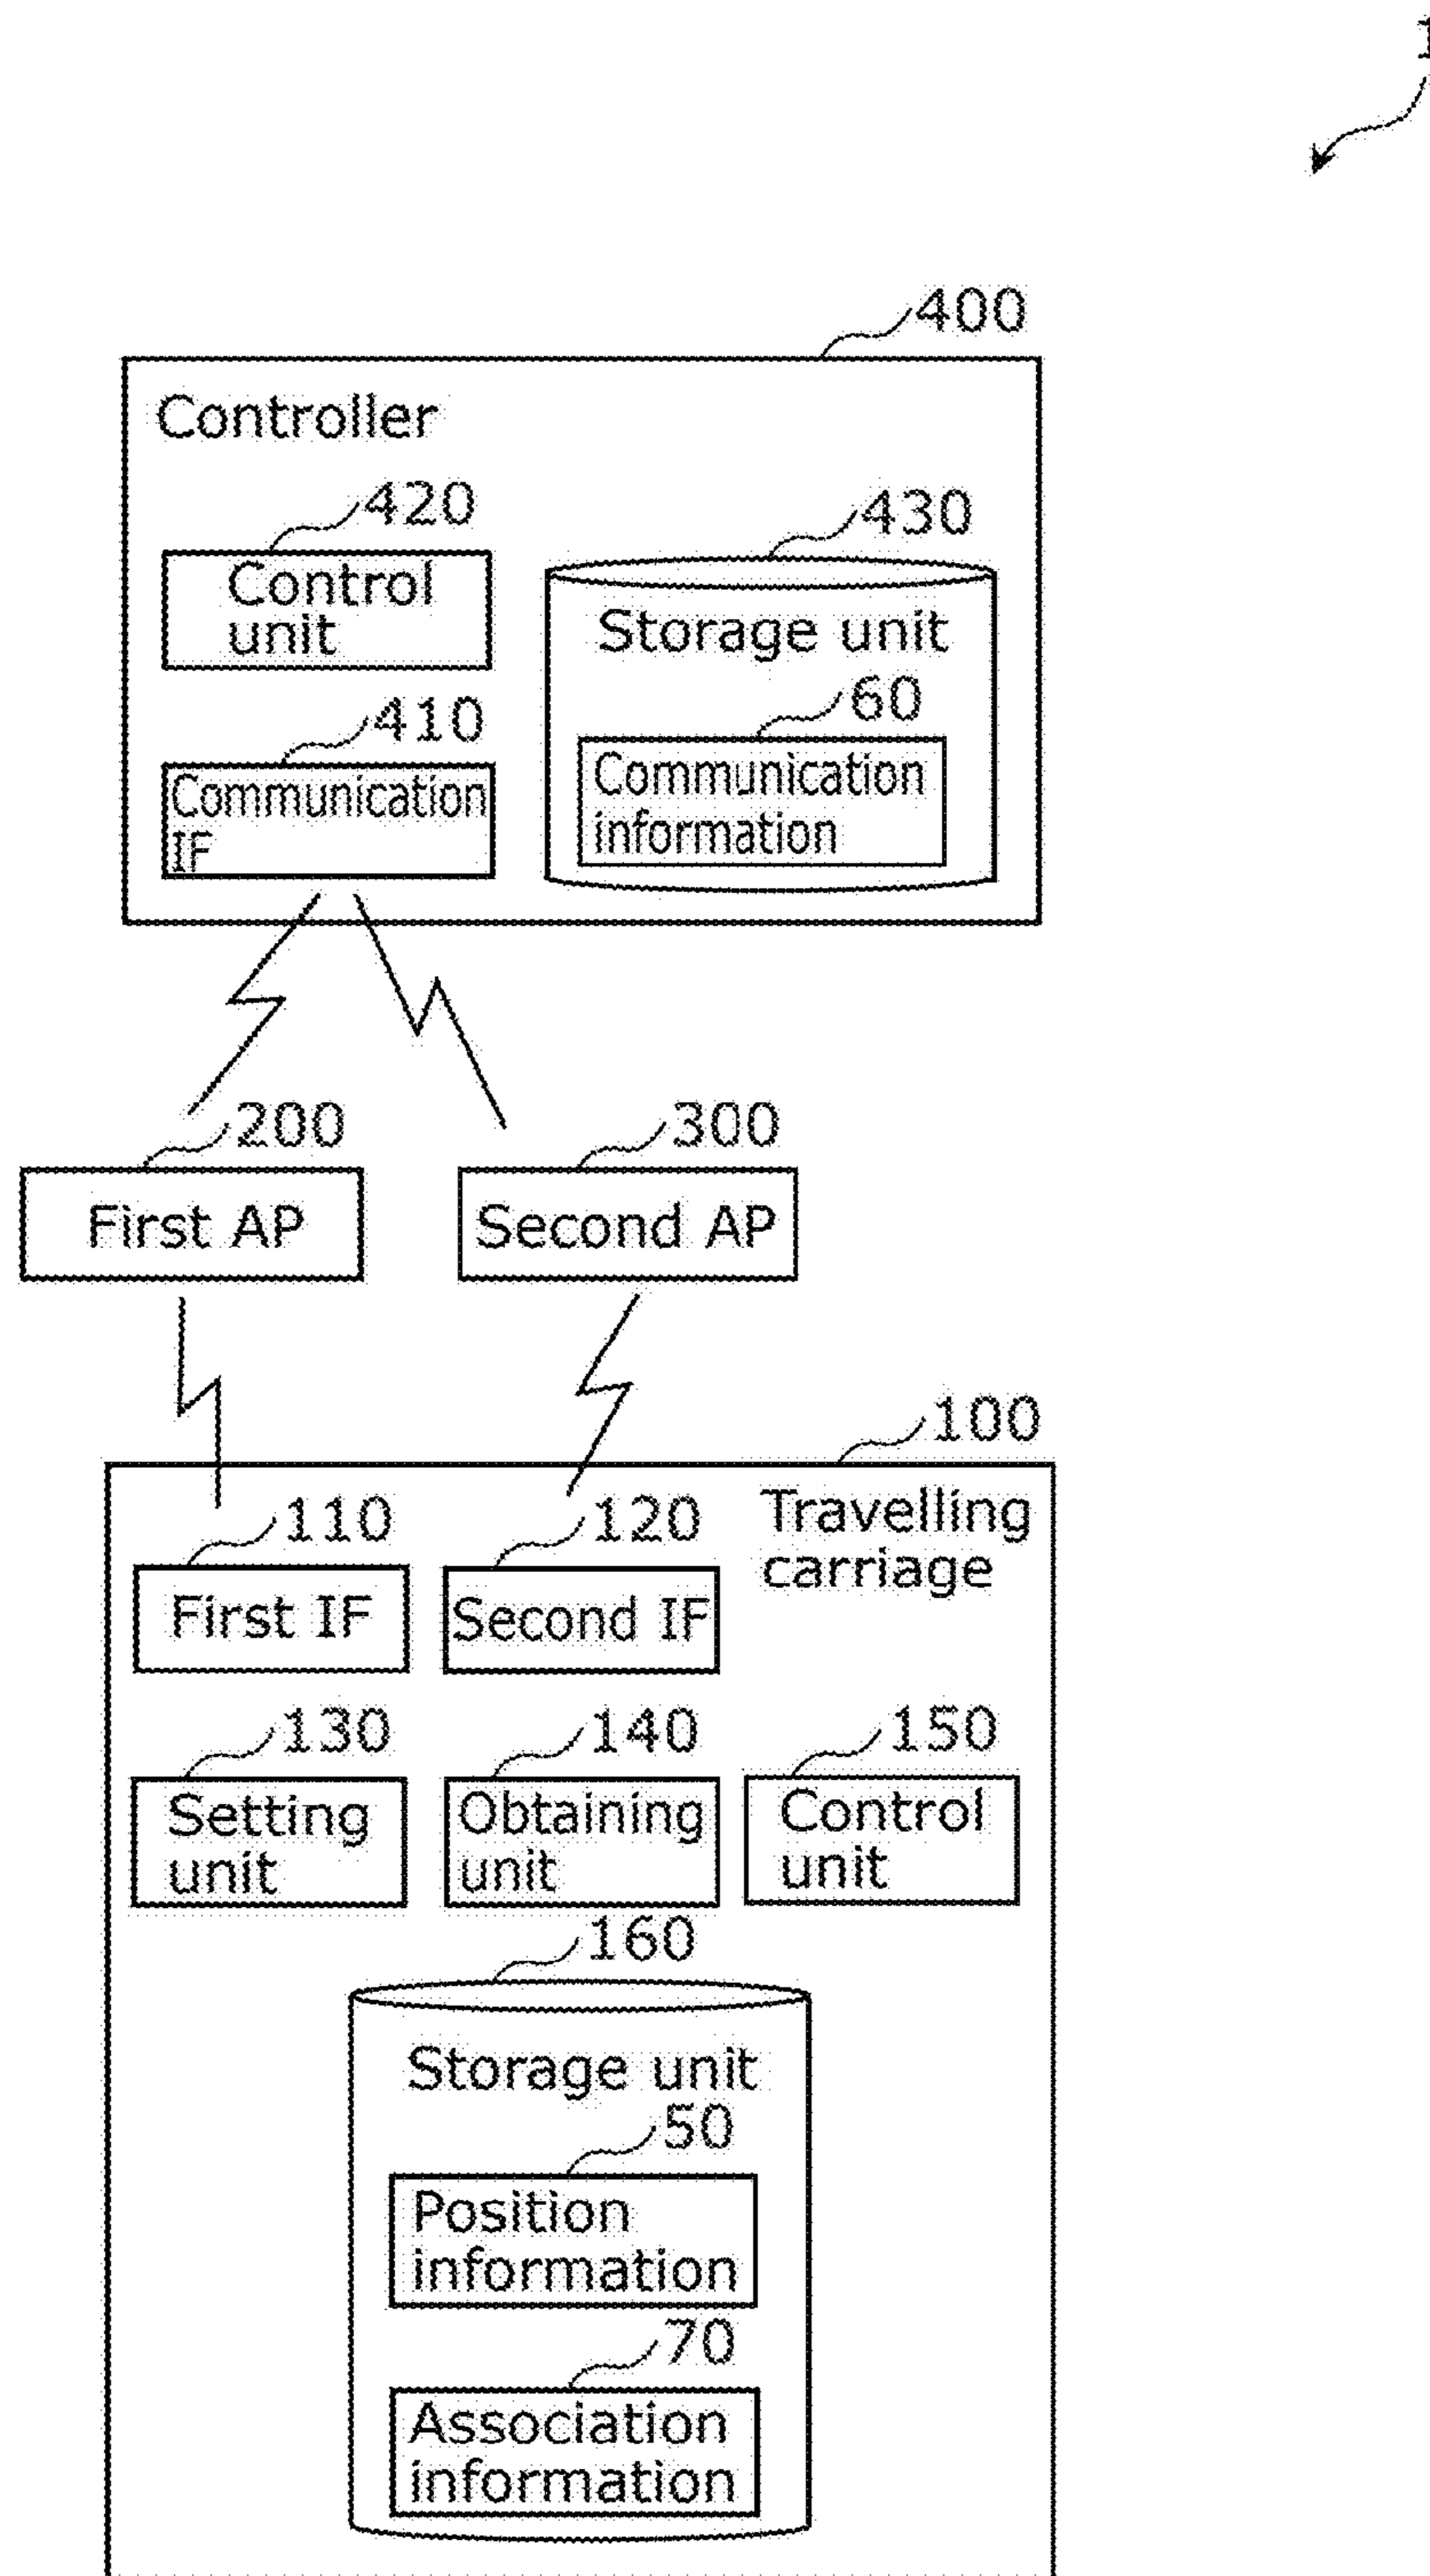 1
400
Controller
420
Control
unit
430
Storage unit
60
Communication
information
410
Communication
IF
200
First AP
300
Second AP
100
Travelling
carriage
110
First IF
120
Second IF
130
Setting
unit
140
Obtaining
unit
150
Control
unit
160
Storage unit
50
Position
information
70
Association
information